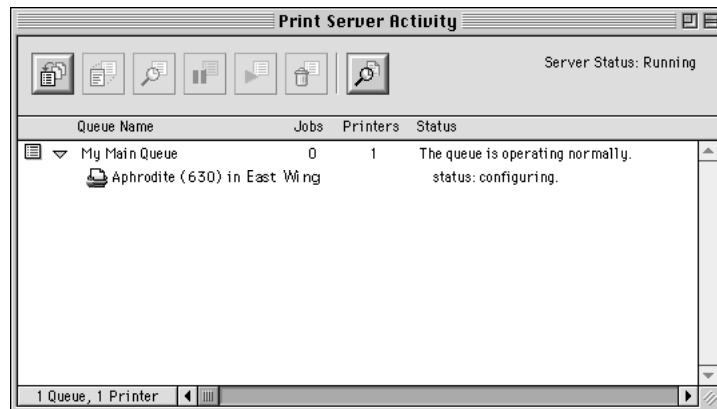 Print Server Activity
Server Status: Running
Queue Name Jobs Printers Status
My Main Queue 0 1 The queue is operating normally.
Aphrodite (630) in East Wing status: configuring.
1 Queue, 1 Printer